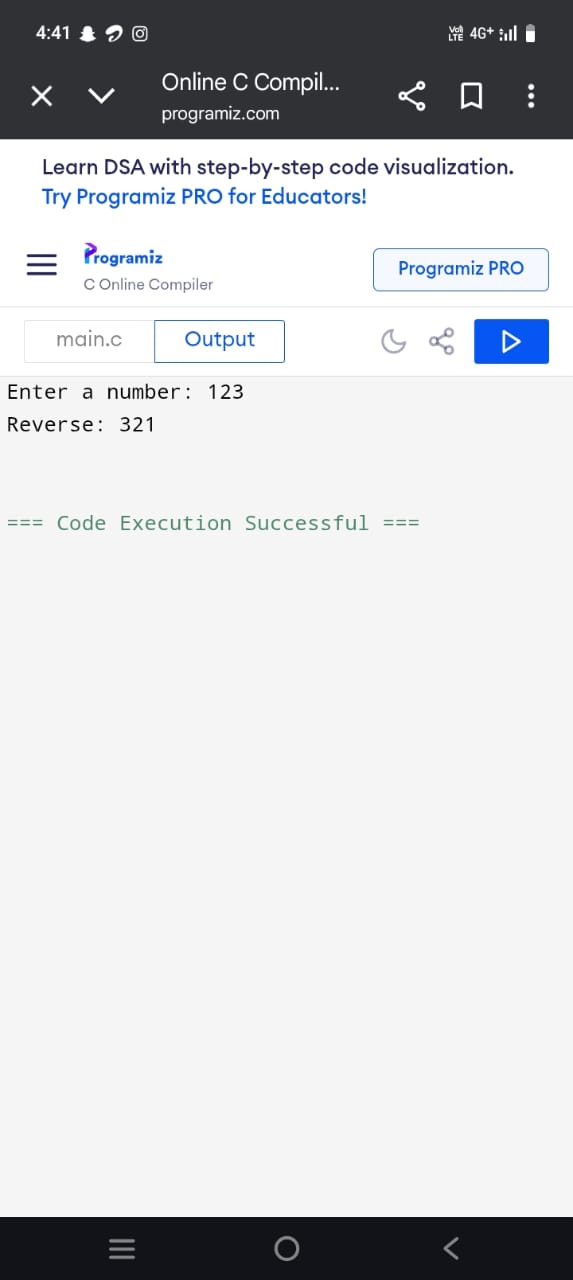 4:41
Vo) LTE 4G+
Online C Compil...
programiz.com
Learn DSA with step-by-step code visualization.
Try Programiz PRO for Educators!
Programiz
C Online Compiler
Programiz PRO
main.c
Output
Enter a number: 123
Reverse: 321
=== Code Execution Successful ===